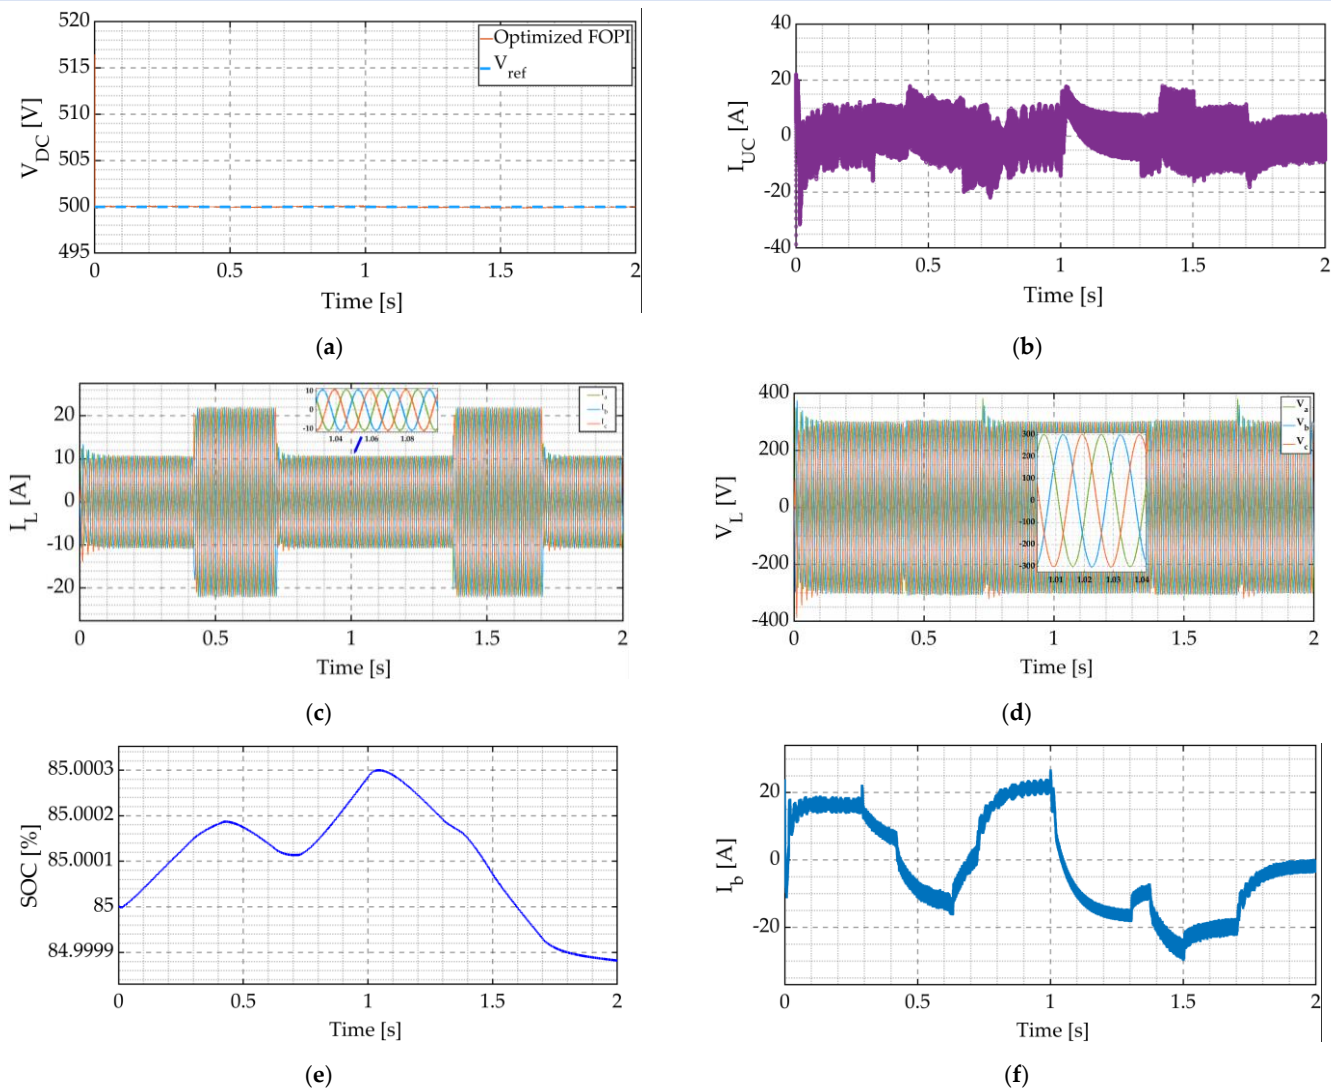 520
515
510
505
500
495
V_DC [V]
Optimized FOPI
V_ref
0
0.5
1
1.5
2
Time [s]
(a)
40
20
0
-20
-40
I_UC [A]
0
0.5
1
1.5
2
Time [s]
(b)
20
10
0
-10
-20
I_L [A]
10
0
-10
1.04
1.06
1.08
I_a
I_b
I_c
0
0.5
1
1.5
2
Time [s]
(c)
400
200
0
-200
-400
V_L [V]
300
200
100
0
-100
-200
-300
1.01
1.02
1.03
1.04
V_a
V_b
V_c
0
0.5
1
1.5
2
Time [s]
(d)
85.0003
85.0002
85.0001
85
84.9999
SOC [%]
0
0.5
1
1.5
2
Time [s]
(e)
20
0
-20
I_b [A]
0
0.5
1
1.5
2
Time [s]
(f)